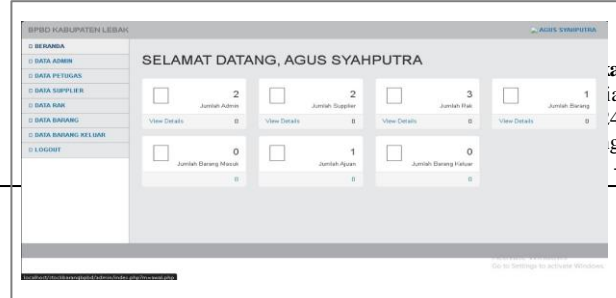 BPBD KABUPATEN LEBAK
AGUS SYAHPUTRA
BERANDA
DATA ADMIN
DATA PETUGAS
DATA SUPPLIER
DATA RAK
DATA BARANG
DATA BARANG KELUAR
LOGOUT
SELAMAT DATANG, AGUS SYAHPUTRA
2
Jumlah Admin
View Details
2
Jumlah Supplier
View Details
3
Jumlah Rak
View Details
1
Jumlah Barang
View Details
0
Jumlah Barang Masuk
1
Jumlah Ajuan
0
Jumlah Barang Keluar
Go to Settings to activate Windows.